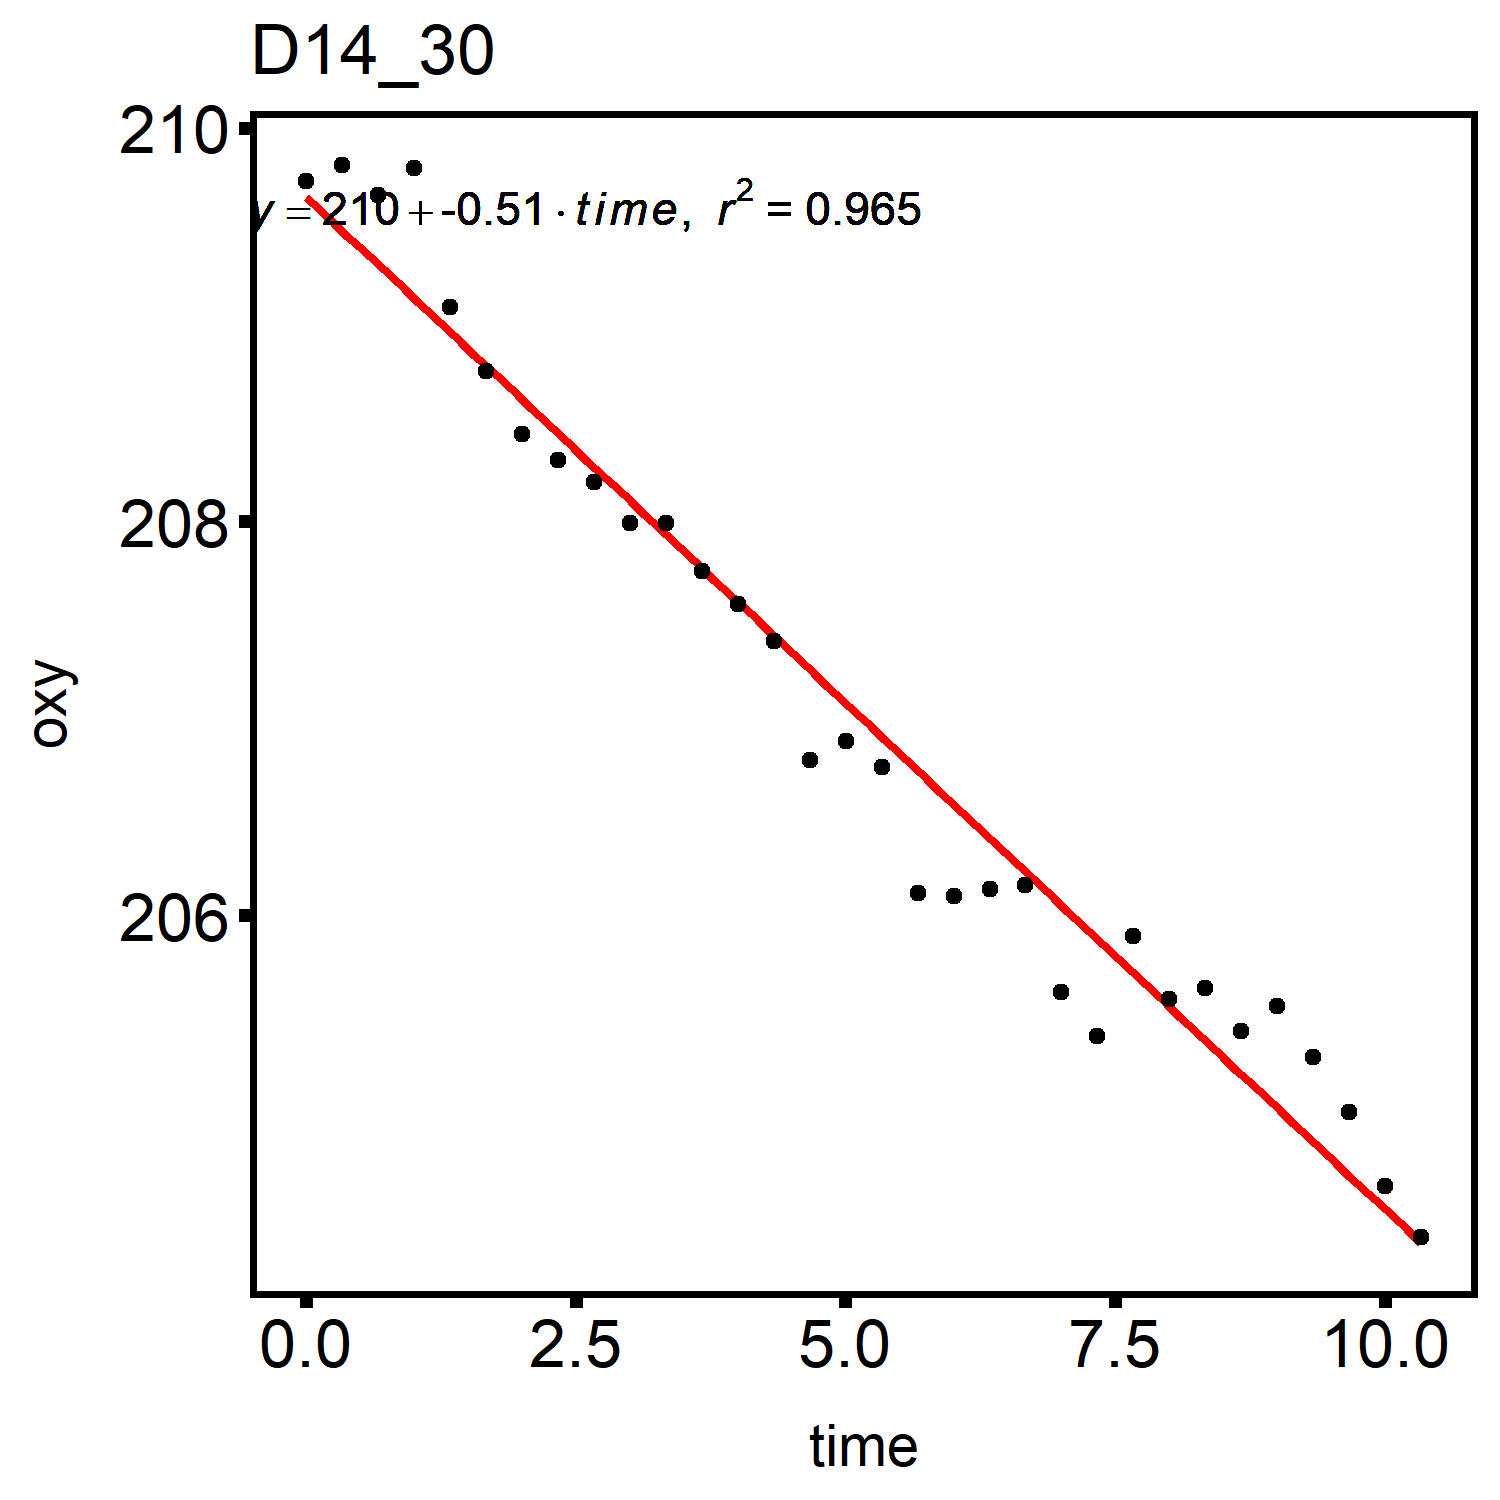 D14_30
210
y = 210 + -0.51 · time, r² = 0.965
208
206
oxy
0.0 2.5 5.0 7.5 10.0
time